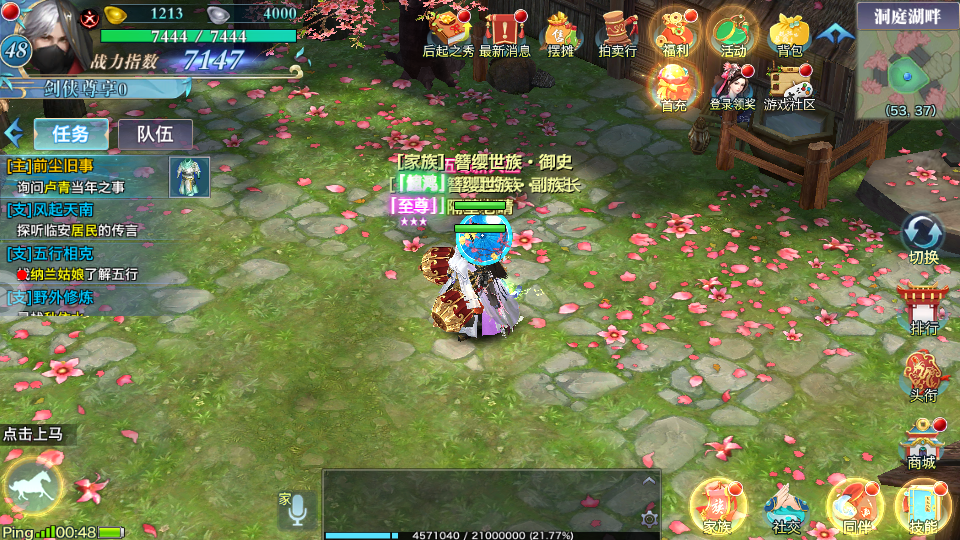 1213
4000
7444 / 7444
48
战力指数 7147
剑侠尊享0
后起之秀
最新消息
摆摊
拍卖行
福利
活动
背包
首充
登录领奖
游戏社区
洞庭湖畔
(53, 37)
任务
队伍
[主]前尘旧事
询问卢青当年之事
[支]风起天南
探听临安居民的传言
[支]五行相克
找纳兰姑娘了解五行
[支]野外修炼
[家族] 簪缨世族·御史
簪缨世族·副族长
[至尊]
切换
排行
头衔
商城
点击上马
家
家族
社交
同伴
技能
Ping
00:48
4571040 / 21000000 (21.77%)